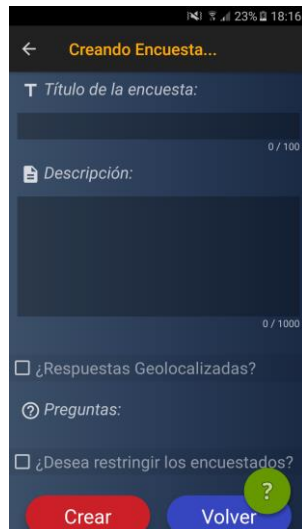 23% 18:16
Creando Encuesta...
Título de la encuesta:
0 / 100
Descripción:
0 / 1000
¿Respuestas Geolocalizadas?
Preguntas:
¿Desea restringir los encuestados?
?
Crear Volver